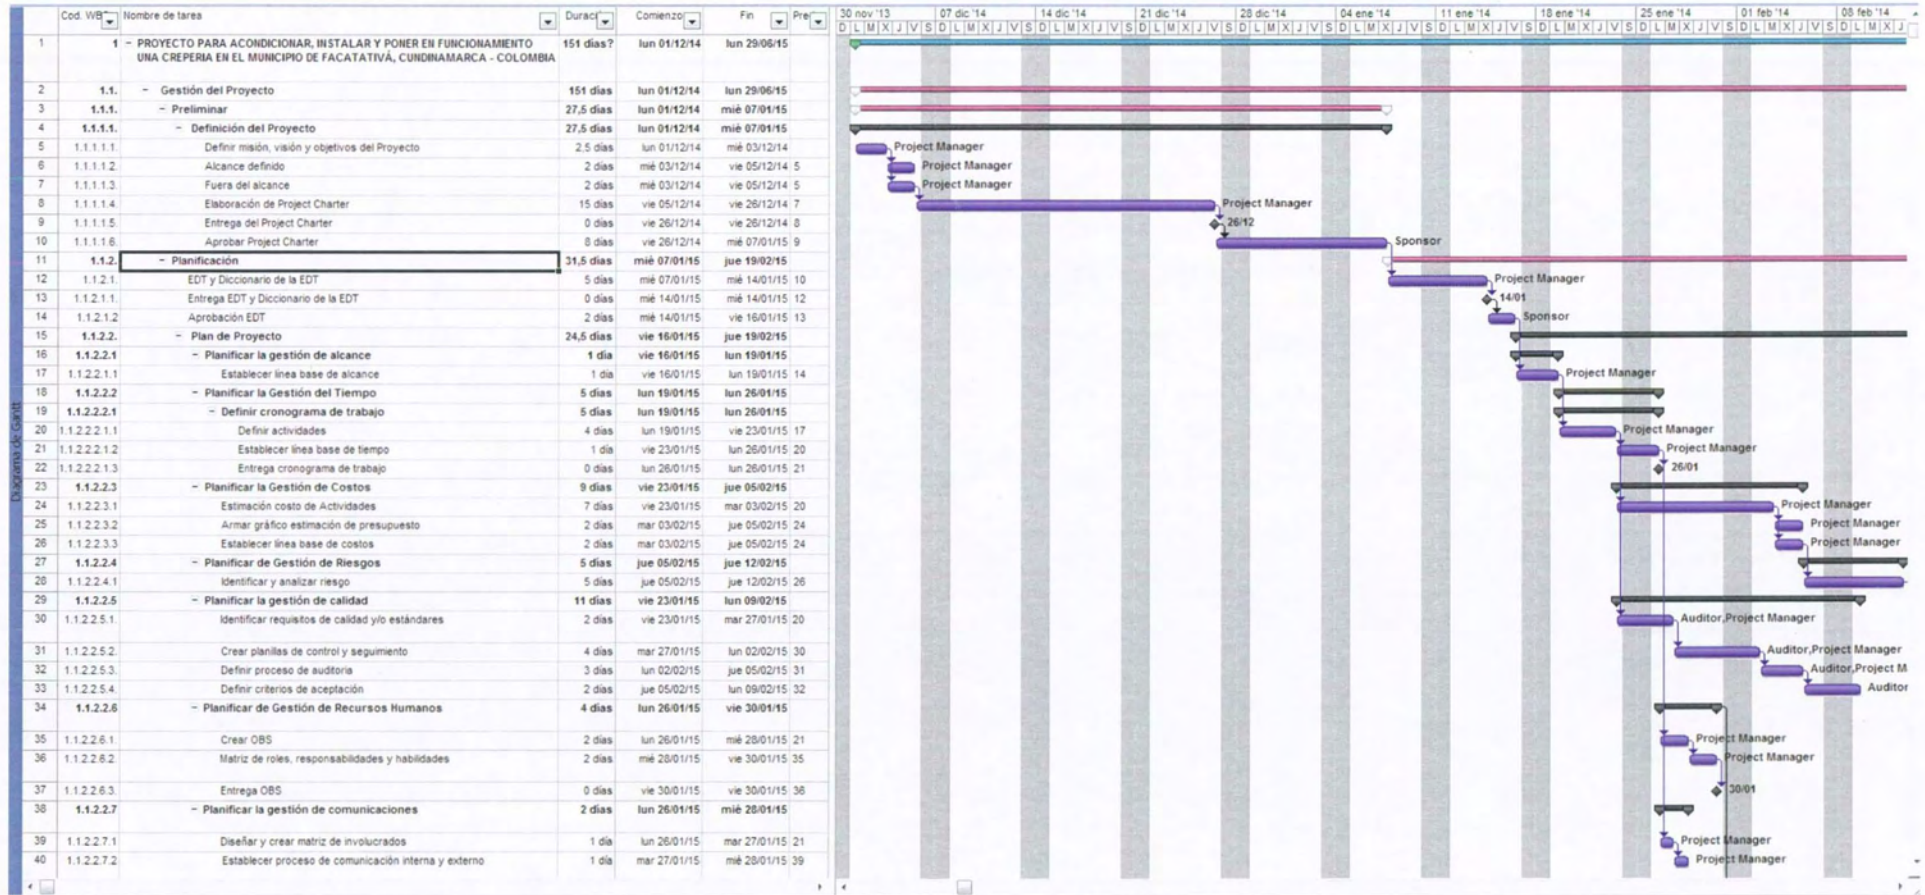 Cod. WB Nombre de tarea Duraci Comienzo Fin Pre 30 nov '13 07 dic '14 14 dic '14 21 dic '14 28 dic '14 04 ene '14 11 ene '14 18 ene '14 25 ene '14 01 feb '14 08 feb '14
D L M X J V S D L M X J V S D L M X J V S D L M X J V S D L M X J V S D L M X J V S D L M X J V S D L M X J V S D L M X J V S D L M X J V S D L M X J
1 1 - PROYECTO PARA ACONDICIONAR, INSTALAR Y PONER EN FUNCIONAMIENTO 151 días? lun 01/12/14 lun 29/06/15
UNA CREPERIA EN EL MUNICIPIO DE FACATATIVÁ, CUNDINAMARCA - COLOMBIA
2 1.1. - Gestión del Proyecto 151 días lun 01/12/14 lun 29/06/15
3 1.1.1. - Preliminar 27,5 días lun 01/12/14 mié 07/01/15
4 1.1.1.1. - Definición del Proyecto 27,5 días lun 01/12/14 mié 07/01/15
5 1.1.1.1.1. Definir misión, visión y objetivos del Proyecto 2,5 días lun 01/12/14 mié 03/12/14 Project Manager
6 1.1.1.1.2. Alcance definido 2 días mié 03/12/14 vie 05/12/14 5 Project Manager
7 1.1.1.1.3. Fuera del alcance 2 días mié 03/12/14 vie 05/12/14 5 Project Manager
8 1.1.1.1.4. Elaboración de Project Charter 15 días vie 05/12/14 vie 26/12/14 7 Project Manager
9 1.1.1.1.5. Entrega del Project Charter 0 días vie 26/12/14 vie 26/12/14 8 26/12
10 1.1.1.1.6. Aprobar Project Charter 8 días vie 26/12/14 mié 07/01/15 9 Sponsor
11 1.1.2. - Planificación 31,5 días mié 07/01/15 jue 19/02/15
12 1.1.2.1. EDT y Diccionario de la EDT 5 días mié 07/01/15 mié 14/01/15 10 Project Manager
13 1.1.2.1.1. Entrega EDT y Diccionario de la EDT 0 días mié 14/01/15 mié 14/01/15 12 14/01
14 1.1.2.1.2 Aprobación EDT 2 días mié 14/01/15 vie 16/01/15 13 Sponsor
15 1.1.2.2. - Plan de Proyecto 24,5 días vie 16/01/15 jue 19/02/15
16 1.1.2.2.1 - Planificar la gestión de alcance 1 día vie 16/01/15 lun 19/01/15
17 1.1.2.2.1.1 Establecer línea base de alcance 1 día vie 16/01/15 lun 19/01/15 14 Project Manager
18 1.1.2.2.2 - Planificar la Gestión del Tiempo 5 días lun 19/01/15 lun 26/01/15
19 1.1.2.2.2.1 - Definir cronograma de trabajo 5 días lun 19/01/15 lun 26/01/15
20 1.1.2.2.2.1.1 Definir actividades 4 días lun 19/01/15 vie 23/01/15 17 Project Manager
21 1.1.2.2.2.1.2 Establecer línea base de tiempo 1 día vie 23/01/15 lun 26/01/15 20 Project Manager
22 1.1.2.2.2.1.3 Entrega cronograma de trabajo 0 días lun 26/01/15 lun 26/01/15 21 26/01
23 1.1.2.2.3 - Planificar la Gestión de Costos 9 días vie 23/01/15 jue 05/02/15
24 1.1.2.2.3.1 Estimación costo de Actividades 7 días vie 23/01/15 mar 03/02/15 20 Project Manager
25 1.1.2.2.3.2 Armar gráfico estimación de presupuesto 2 días mar 03/02/15 jue 05/02/15 24 Project Manager
26 1.1.2.2.3.3 Establecer línea base de costos 2 días mar 03/02/15 jue 05/02/15 24 Project Manager
27 1.1.2.2.4 - Planificar de Gestión de Riesgos 5 días jue 05/02/15 jue 12/02/15
28 1.1.2.2.4.1 Identificar y analizar riesgo 5 días jue 05/02/15 jue 12/02/15 26
29 1.1.2.2.5 - Planificar la gestión de calidad 11 días vie 23/01/15 lun 09/02/15
30 1.1.2.2.5.1. Identificar requisitos de calidad y/o estándares 2 días vie 23/01/15 mar 27/01/15 20 Auditor,Project Manager
31 1.1.2.2.5.2. Crear planillas de control y seguimiento 4 días mar 27/01/15 lun 02/02/15 30 Auditor,Project Manager
32 1.1.2.2.5.3. Definir proceso de auditoria 3 días lun 02/02/15 jue 05/02/15 31 Auditor,Project M
33 1.1.2.2.5.4. Definir criterios de aceptación 2 días jue 05/02/15 lun 09/02/15 32 Auditor
34 1.1.2.2.6 - Planificar de Gestión de Recursos Humanos 4 días lun 26/01/15 vie 30/01/15
35 1.1.2.2.6.1. Crear OBS 2 días lun 26/01/15 mié 28/01/15 21 Project Manager
36 1.1.2.2.6.2. Matriz de roles, responsabilidades y habilidades 2 días mié 28/01/15 vie 30/01/15 35 Project Manager
37 1.1.2.2.6.3. Entrega OBS 0 días vie 30/01/15 vie 30/01/15 36 30/01
38 1.1.2.2.7 - Planificar la gestión de comunicaciones 2 días lun 26/01/15 mié 28/01/15
39 1.1.2.2.7.1 Diseñar y crear matriz de involucrados 1 día lun 26/01/15 mar 27/01/15 21 Project Manager
40 1.1.2.2.7.2 Establecer proceso de comunicación interna y externo 1 día mar 27/01/15 mié 28/01/15 39 Project Manager
Diagrama de Gantt